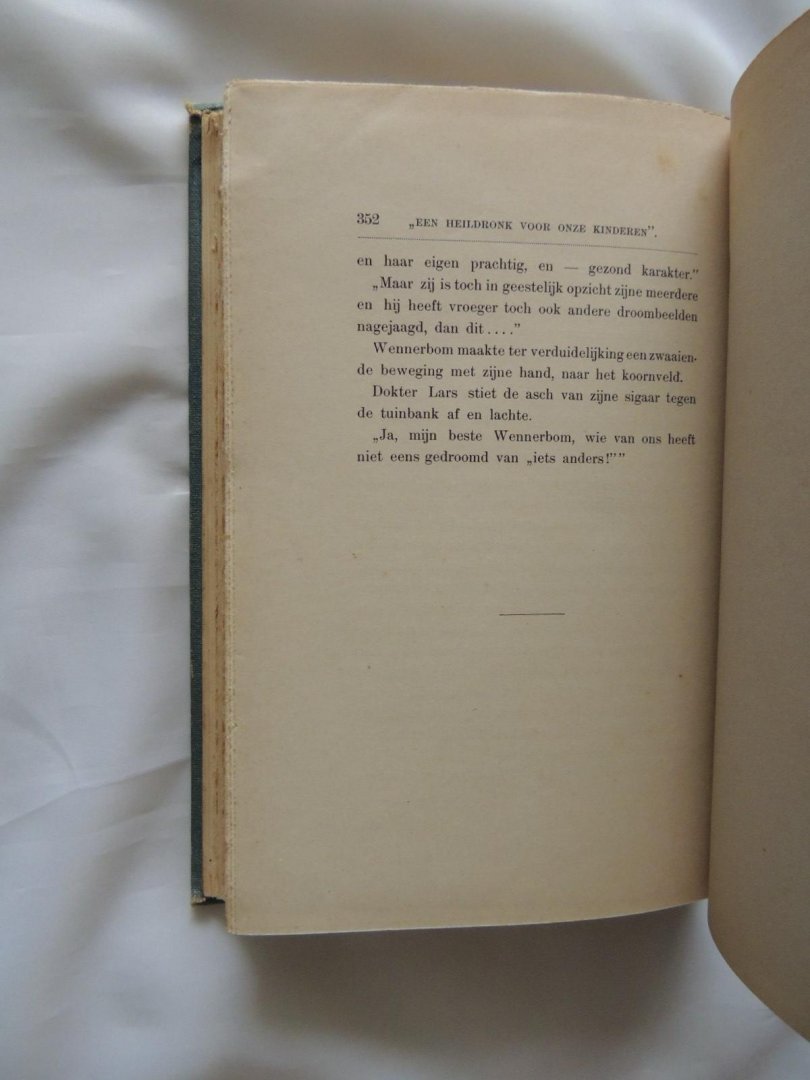 352 „EEN HEILDRONK VOOR ONZE KINDEREN”.
en haar eigen prachtig, en — gezond karakter.”
„Maar zij is toch in geestelijk opzicht zijne meerdere
en hij heeft vroeger toch ook andere droombeelden
nagejaagd, dan dit....”
Wennerbom maakte ter verduidelijking een zwaaien-
de beweging met zijne hand, naar het koornveld.
Dokter Lars stiet de asch van zijne sigaar tegen
de tuinbank af en lachte.
„Ja, mijn beste Wennerbom, wie van ons heeft
niet eens gedroomd van „iets anders!””